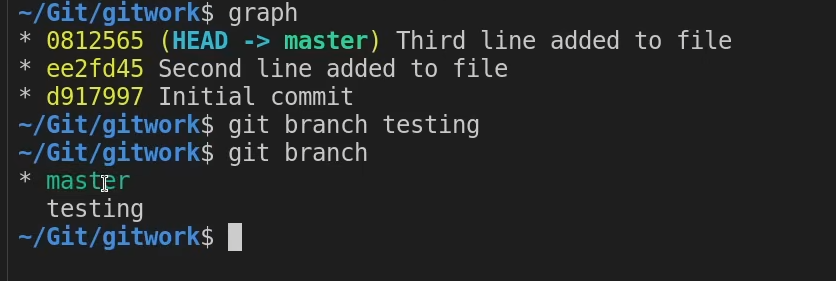 ~/Git/gitwork$ graph
* 0812565 (HEAD -> master) Third line added to file
* ee2fd45 Second line added to file
* d917997 Initial commit
~/Git/gitwork$ git branch testing
~/Git/gitwork$ git branch
* master
  testing
~/Git/gitwork$